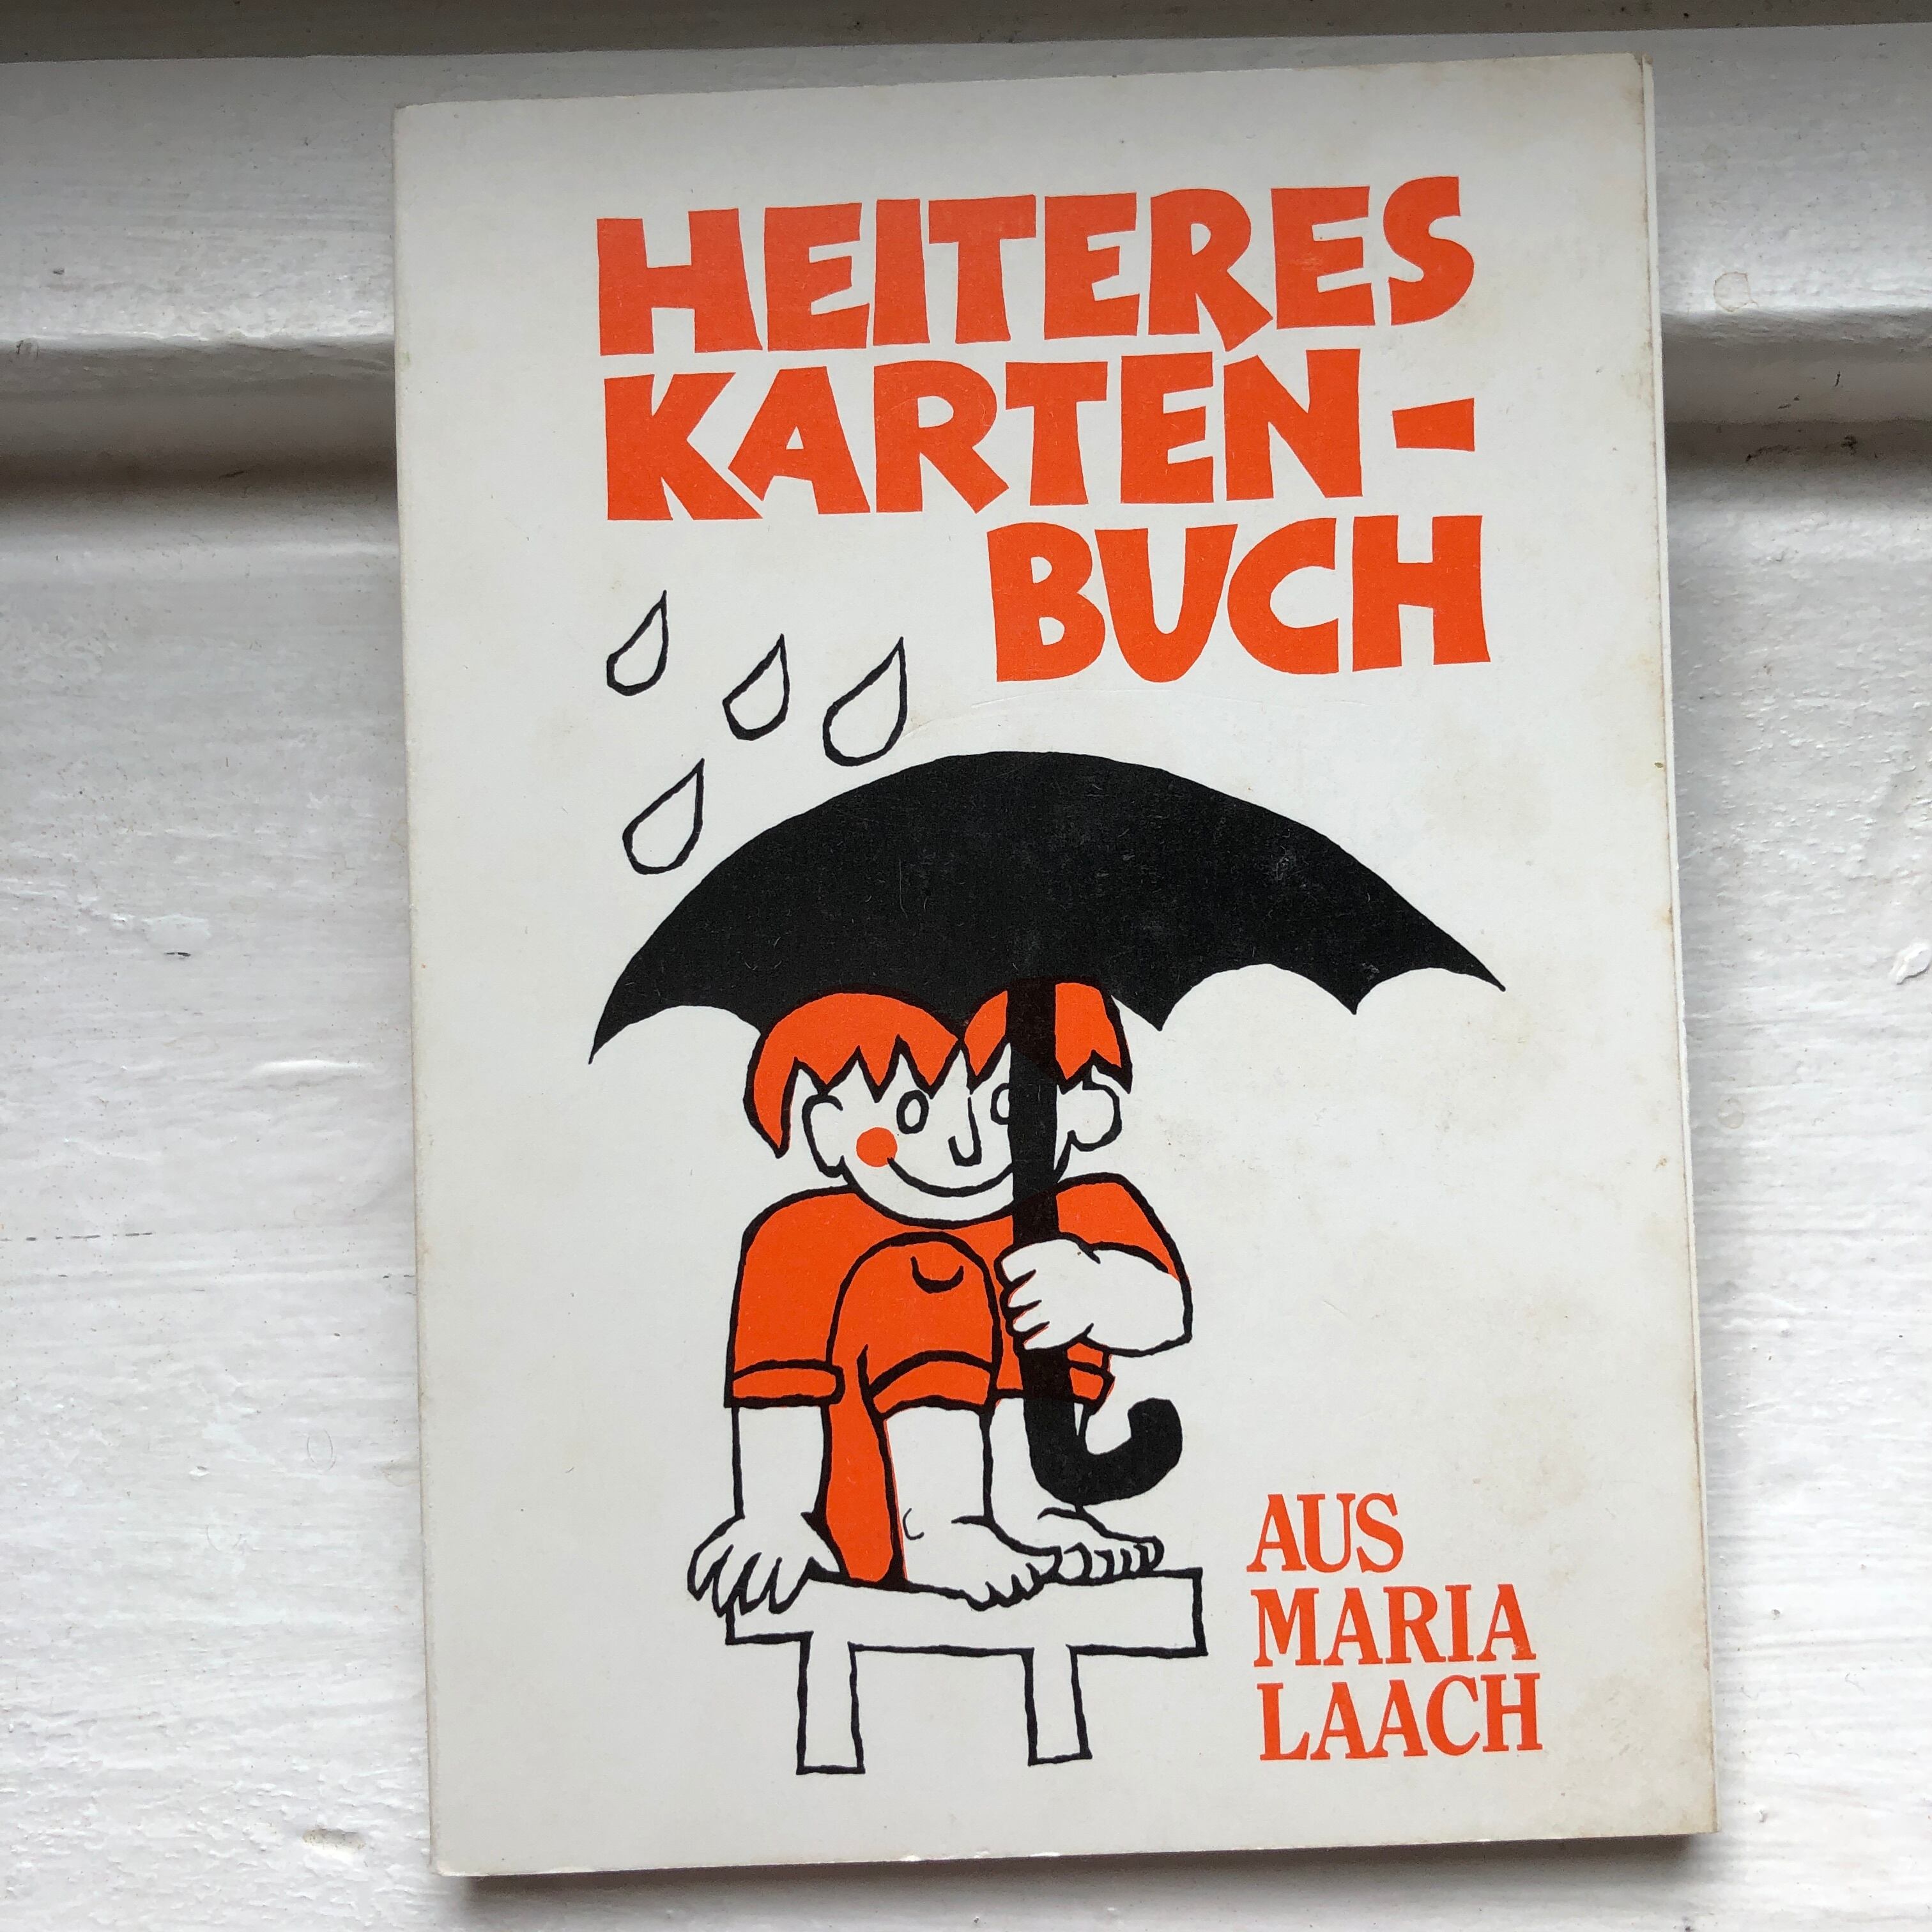 HEITERES
KARTEN-
BUCH
AUS
MARIA
LAACH